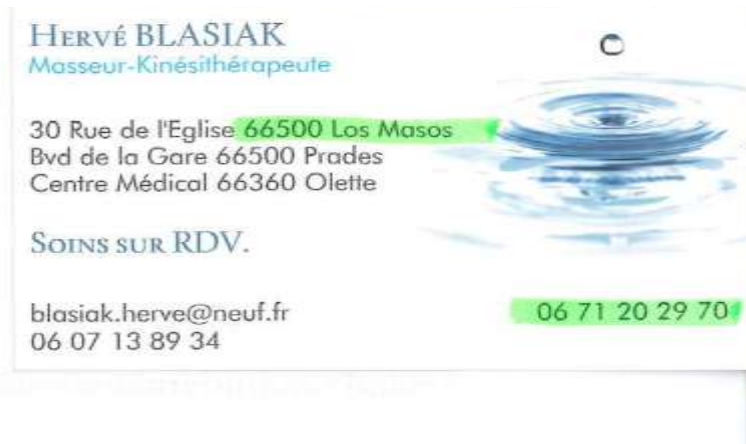 HERVÉ BLASIAK
Masseur-Kinésithérapeute
30 Rue de l'Eglise 66500 Los Masos
Bvd de la Gare 66500 Prades
Centre Médical 66360 Olette
SOINS SUR RDV.
blasiak.herve@neuf.fr
06 71 20 29 70
06 07 13 89 34